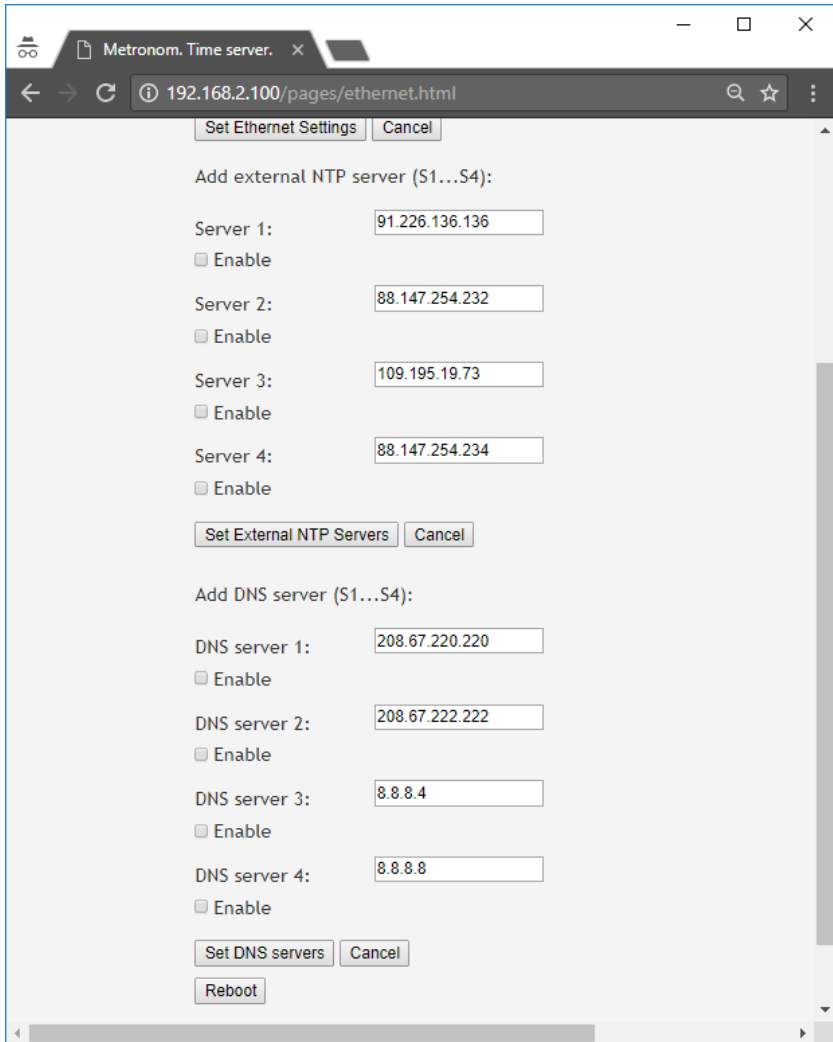 Metronom. Time server.
192.168.2.100/pages/ethernet.html
Set Ethernet Settings Cancel
Add external NTP server (S1...S4):
Server 1: 91.226.136.136
Enable
Server 2: 88.147.254.232
Enable
Server 3: 109.195.19.73
Enable
Server 4: 88.147.254.234
Enable
Set External NTP Servers Cancel
Add DNS server (S1...S4):
DNS server 1: 208.67.220.220
Enable
DNS server 2: 208.67.222.222
Enable
DNS server 3: 8.8.8.4
Enable
DNS server 4: 8.8.8.8
Enable
Set DNS servers Cancel
Reboot